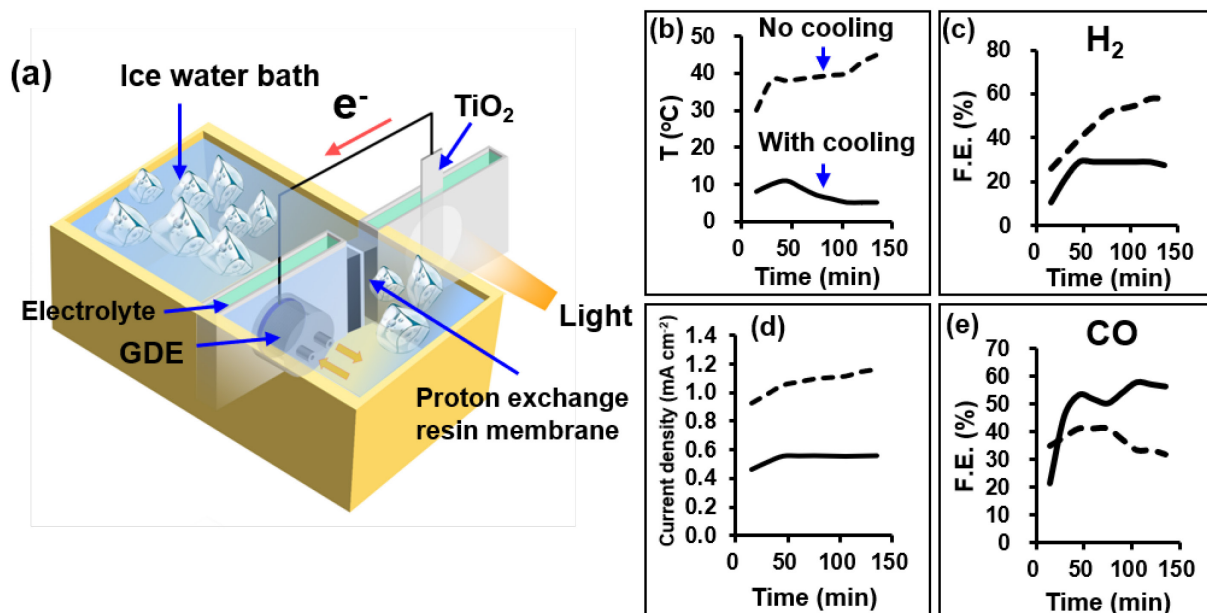 (a)
Ice water bath
e⁻
TiO₂
Electrolyte
GDE
Light
Proton exchange
resin membrane
(b)
No cooling
With cooling
T (ºC)
50
40
30
20
10
0
0
50
100
150
Time (min)
(c)
H₂
F.E. (%)
80
60
40
20
0
0
50
100
150
Time (min)
(d)
Current density (mA cm⁻²)
1.4
1.2
1.0
0.8
0.6
0.4
0.2
0.0
0
50
100
150
Time (min)
(e)
CO
F.E. (%)
70
60
50
40
30
20
10
0
0
50
100
150
Time (min)